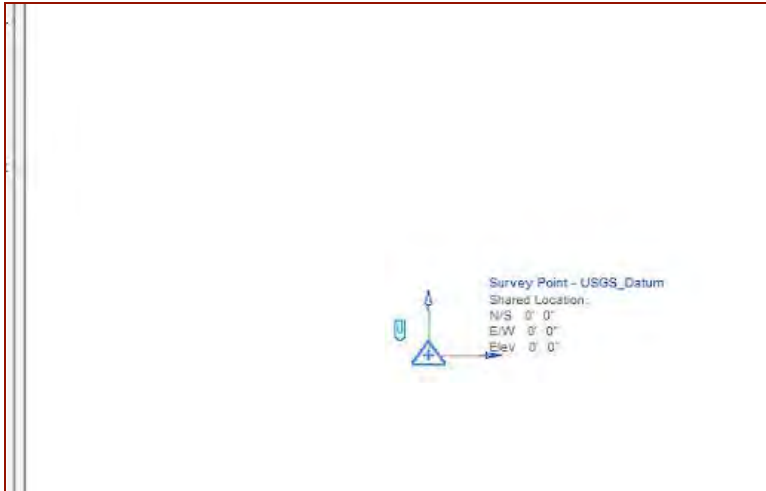 Survey Point - USGS_Datum
Shared Location:
N/S 0' 0"
E/W 0' 0"
Elev 0' 0"